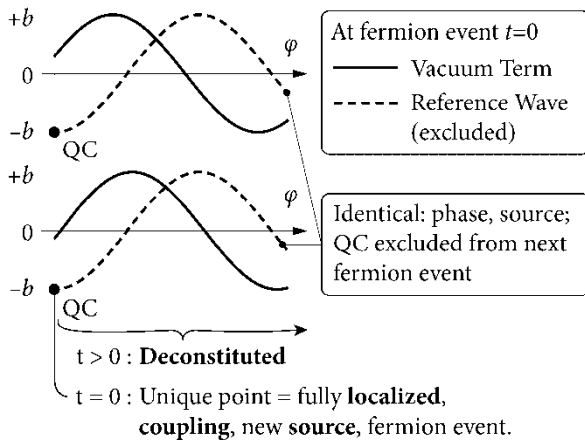 +b
φ
0
−b
QC
At fermion event t=0
Vacuum Term
Reference Wave
(excluded)
+b
φ
0
−b
QC
Identical: phase, source;
QC excluded from next
fermion event
t > 0 : Deconstituted
t = 0 : Unique point = fully localized,
coupling, new source, fermion event.